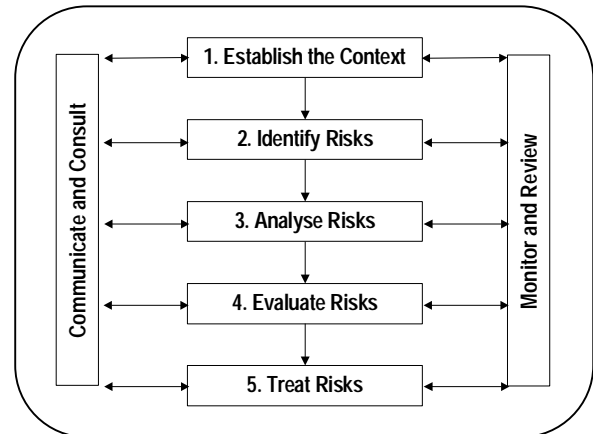 1. Establish the Context
Communicate and Consult
2. Identify Risks
3. Analyse Risks
4. Evaluate Risks
5. Treat Risks
Monitor and Review